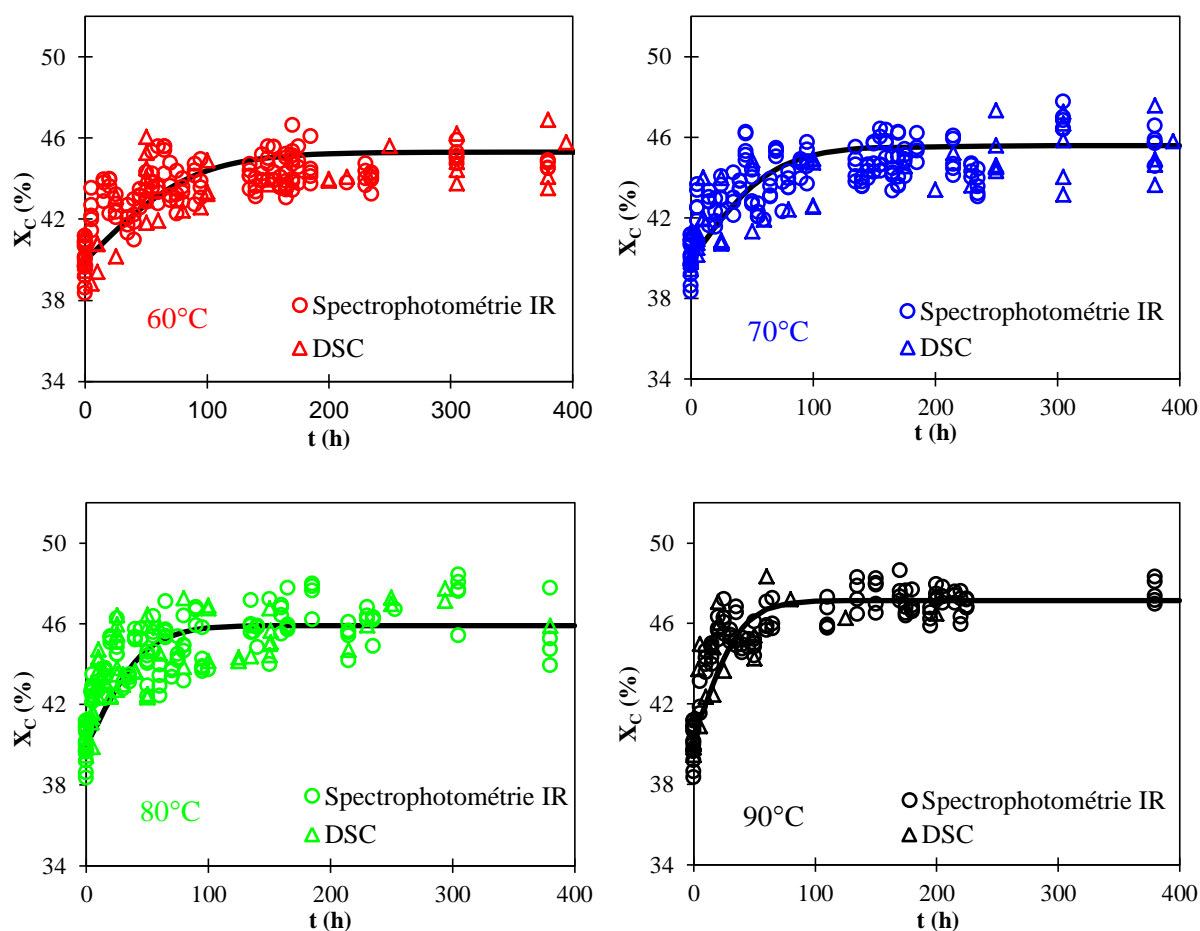 50
46
42
38
34
X_C (%)
60°C
Spectrophotométrie IR
DSC
0 100 200 300 400
t (h)
50
46
42
38
34
X_C (%)
70°C
Spectrophotométrie IR
DSC
0 100 200 300 400
t (h)
50
46
42
38
34
X_C (%)
80°C
Spectrophotométrie IR
DSC
0 100 200 300 400
t (h)
50
46
42
38
34
X_C (%)
90°C
Spectrophotométrie IR
DSC
0 100 200 300 400
t (h)